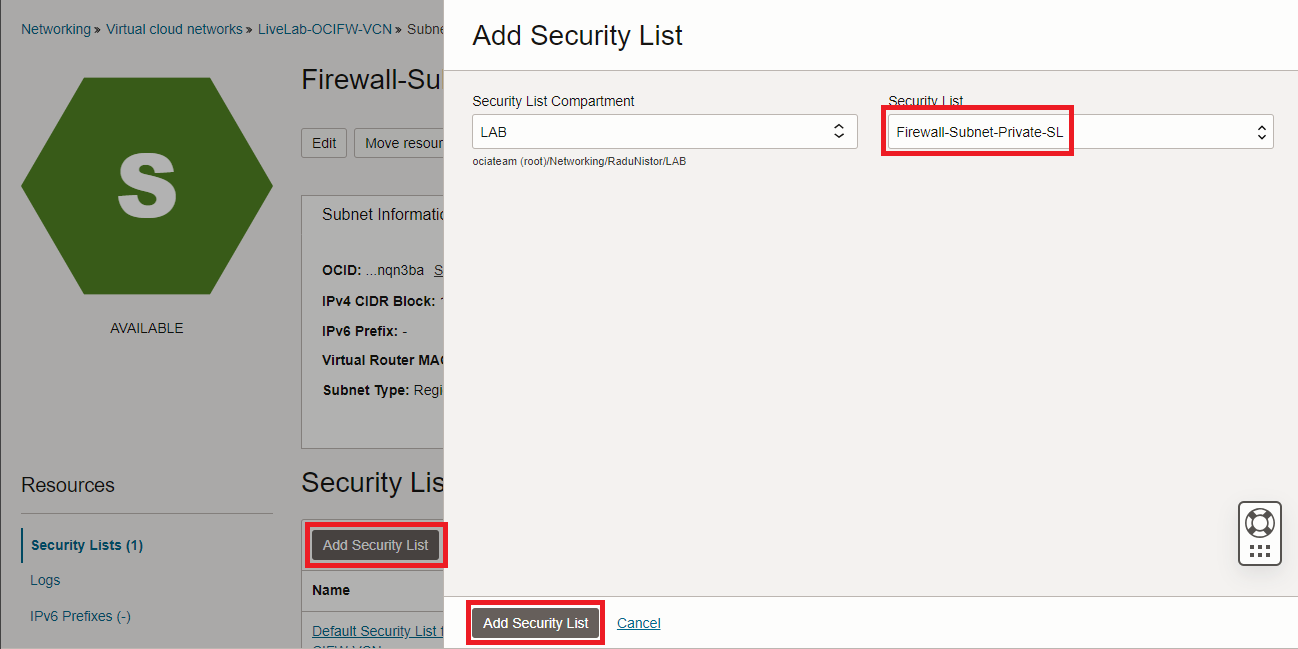 Networking » Virtual cloud networks » LiveLab-OCIFW-VCN » Subne
S
AVAILABLE
Firewall-Su
Edit
Move resour
Subnet Informatio
OCID: ...nqn3ba S
IPv4 CIDR Block:
IPv6 Prefix: -
Virtual Router MAC
Subnet Type: Regi
Resources
Security Lists (1)
Logs
IPv6 Prefixes (-)
Security Lis
Add Security List
Name
Default Security List f
Add Security List
Security List Compartment
LAB
ociateam (root)/Networking/RaduNistor/LAB
Security List
Firewall-Subnet-Private-SL
Add Security List
Cancel